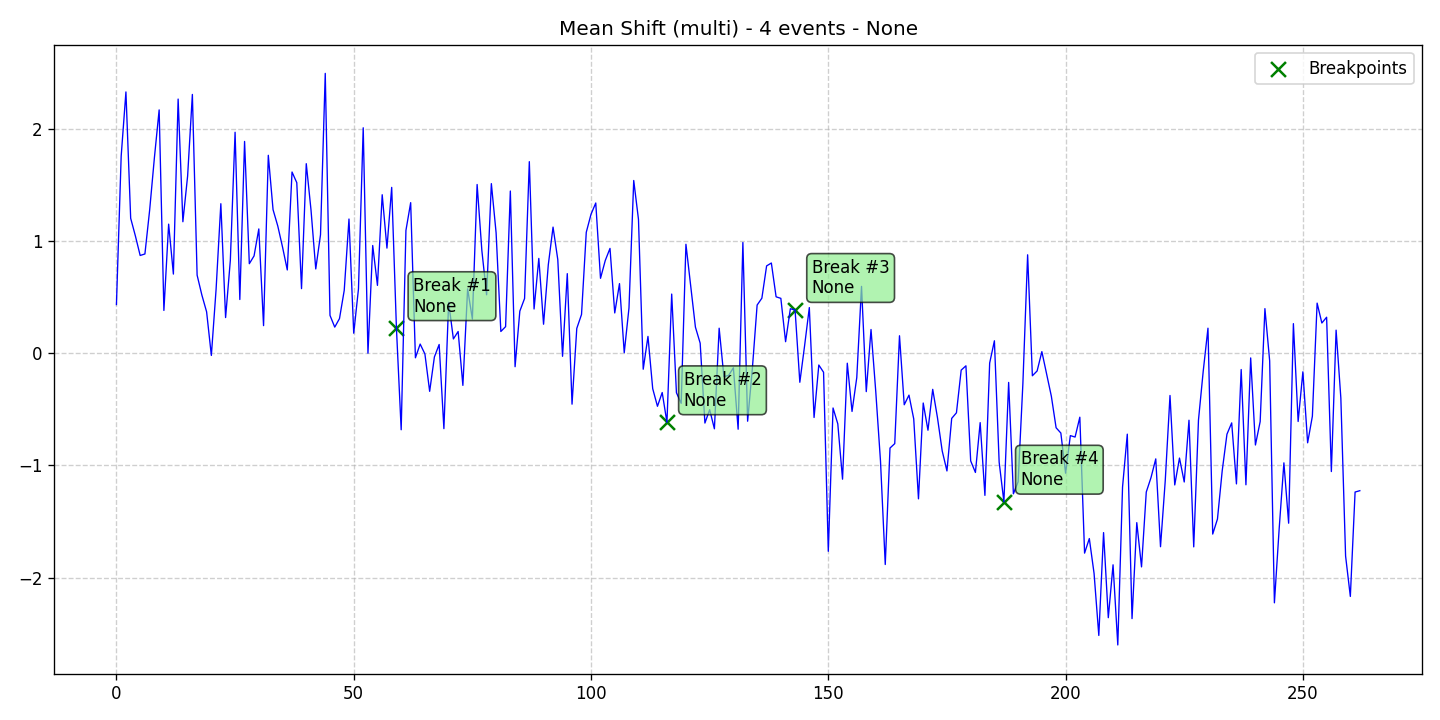 Mean Shift (multi) - 4 events - None
Breakpoints
2
1
0
−1
−2
Break #1
None
Break #2
None
Break #3
None
Break #4
None
0
50
100
150
200
250